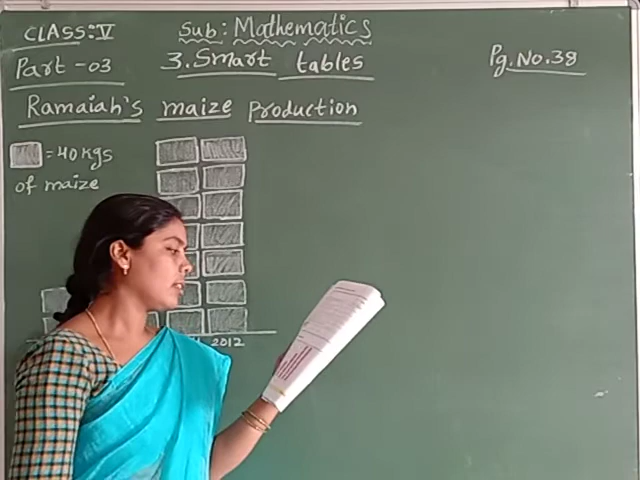 CLASS:V
Sub: Mathematics
Part -03
3. Smart tables
Pg. No. 38
Ramaiah's maize production
= 40 kgs
of maize
2012